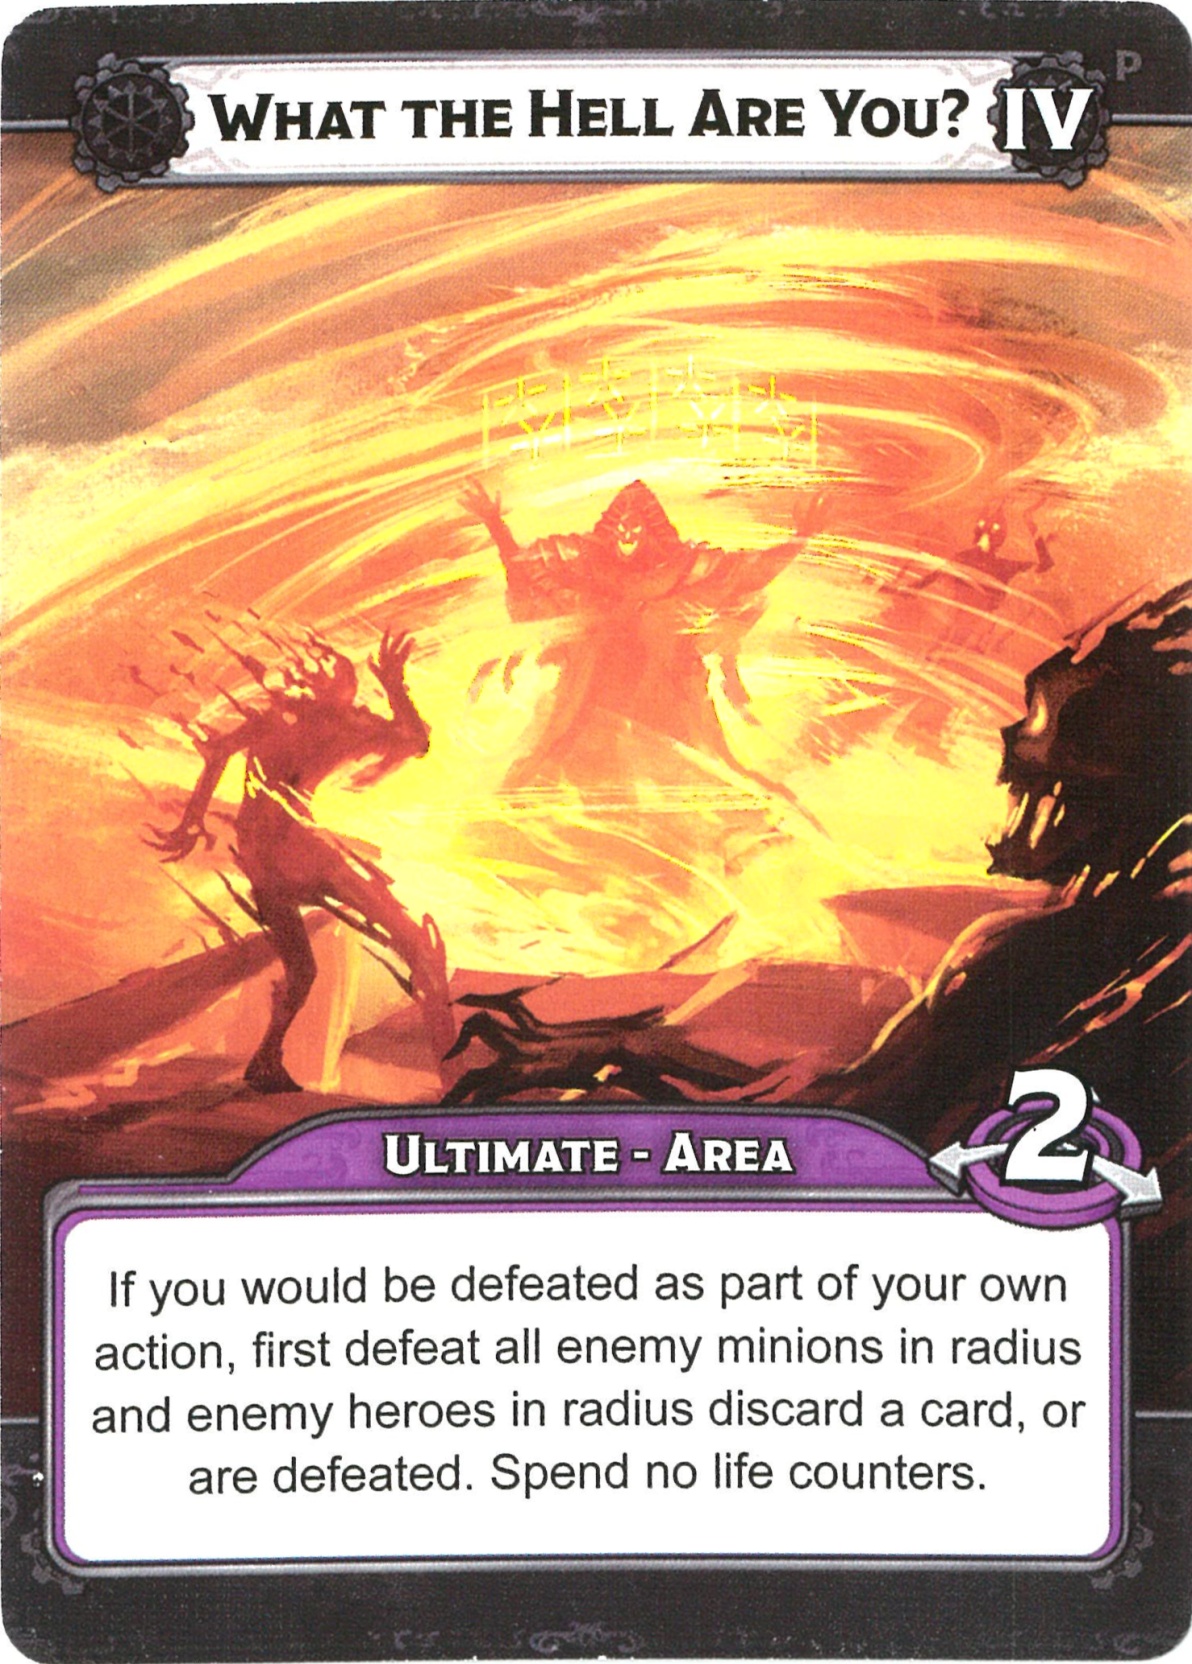 WHAT THE HELL ARE YOU? IV
P
ULTIMATE - AREA
2
If you would be defeated as part of your own
action, first defeat all enemy minions in radius
and enemy heroes in radius discard a card, or
are defeated. Spend no life counters.